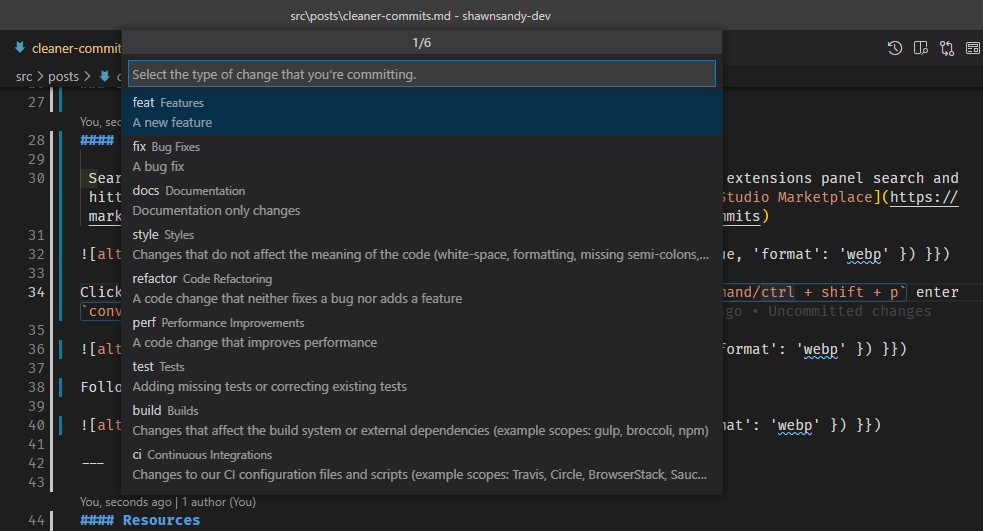 src\posts\cleaner-commits.md - shawnsandy-dev
1/6
cleaner-commit
src > posts >
Select the type of change that you're committing.
feat Features
A new feature
fix Bug Fixes
A bug fix
docs Documentation
Documentation only changes
style Styles
Changes that do not affect the meaning of the code (white-space, formatting, missing semi-colons,...
refactor Code Refactoring
A code change that neither fixes a bug nor adds a feature
perf Performance Improvements
A code change that improves performance
test Tests
Adding missing tests or correcting existing tests
build Builds
Changes that affect the build system or external dependencies (example scopes: gulp, broccoli, npm)
ci Continuous Integrations
Changes to our CI configuration files and scripts (example scopes: Travis, Circle, BrowserStack, Sauc...
27
You, sec
28 ####
29
30 Sear extensions panel search and
hitt Studio Marketplace](https://
mark mmits)
31
32 ![alt ue, 'format': 'webp' }) }})
33
34 Click mand/ctrl + shift + p` enter
`conv ago • Uncommitted changes
35
36 ![alt format': 'webp' }) }})
37
38 Follo
39
40 ![alt mat': 'webp' }) }})
41
42 ---
43
You, seconds ago | 1 author (You)
44 #### Resources